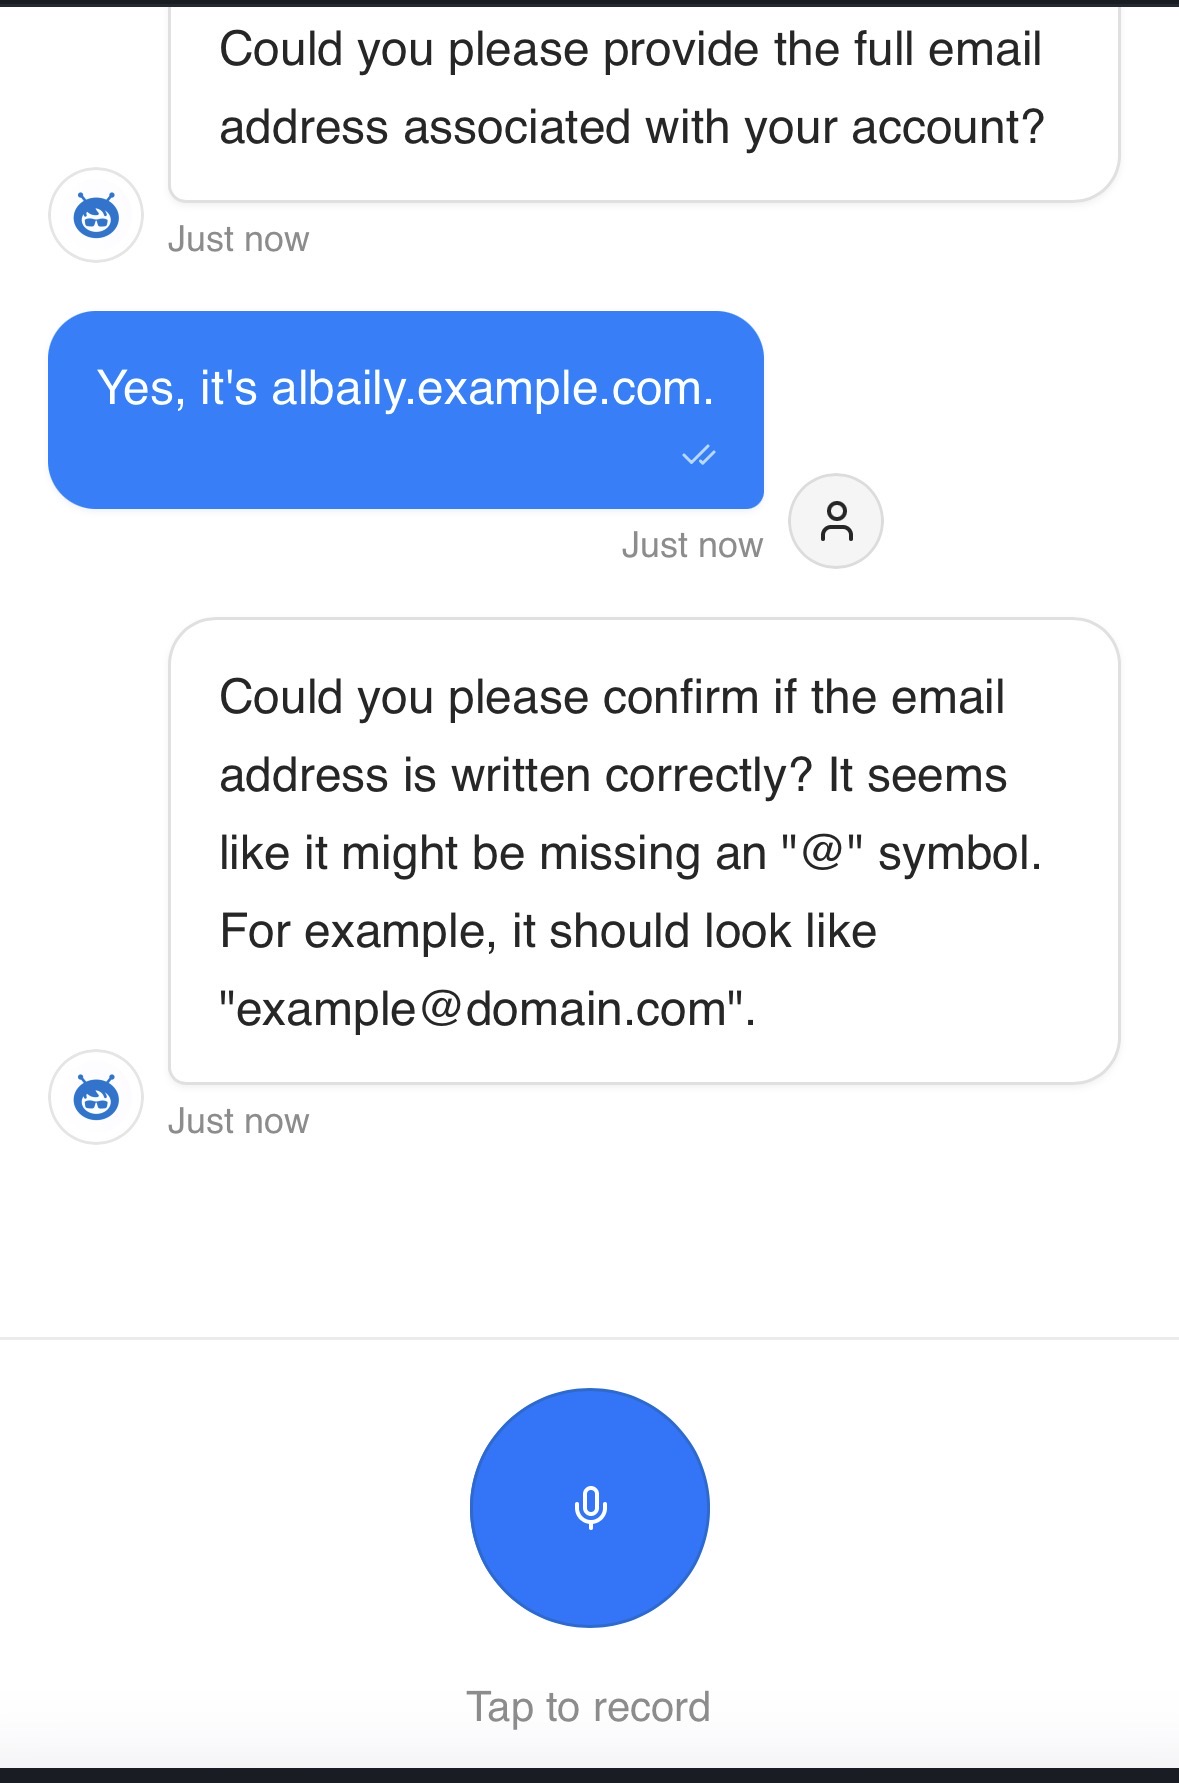 Could you please provide the full email
address associated with your account?
Just now
Yes, it's albaily.example.com.
Just now
Could you please confirm if the email
address is written correctly? It seems
like it might be missing an "@" symbol.
For example, it should look like
"example@domain.com".
Just now
Tap to record